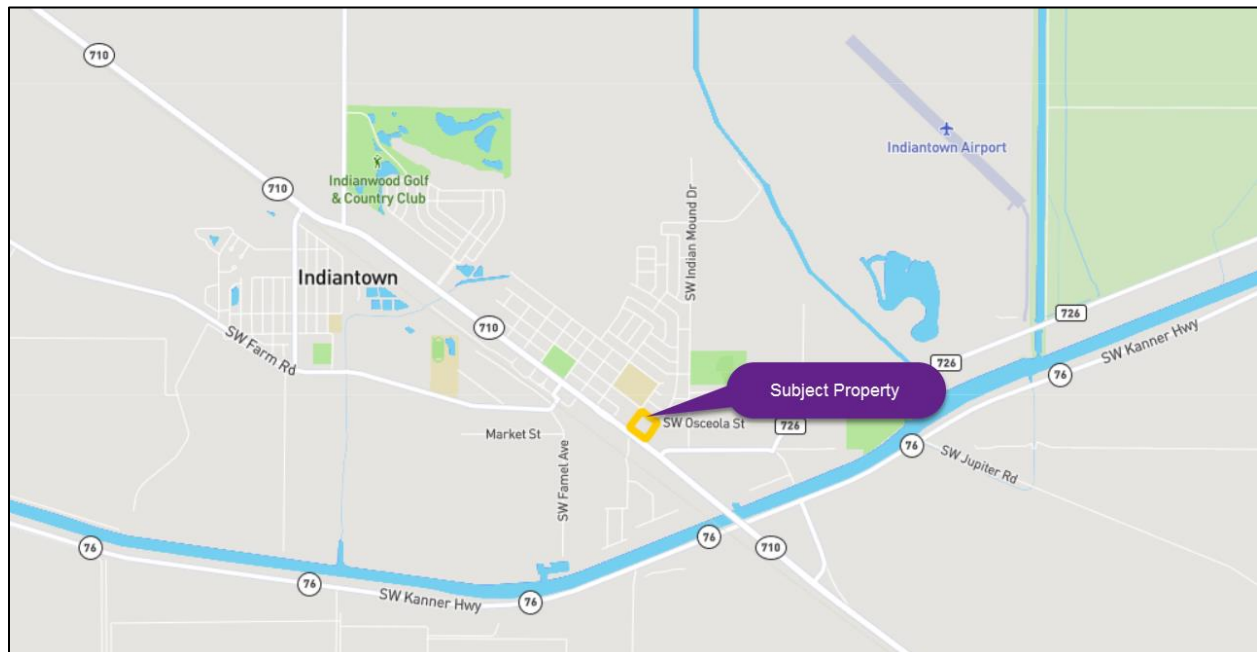 710
Indiantown Airport
Indianwood Golf
& Country Club
710
SW Indian Mound Dr
Indiantown
710
726
SW Kanner Hwy
SW Farm Rd
726
76
Subject Property
SW Osceola St
726
Market St
76
SW Famel Ave
SW Jupiter Rd
76
76
710
76
SW Kanner Hwy
76